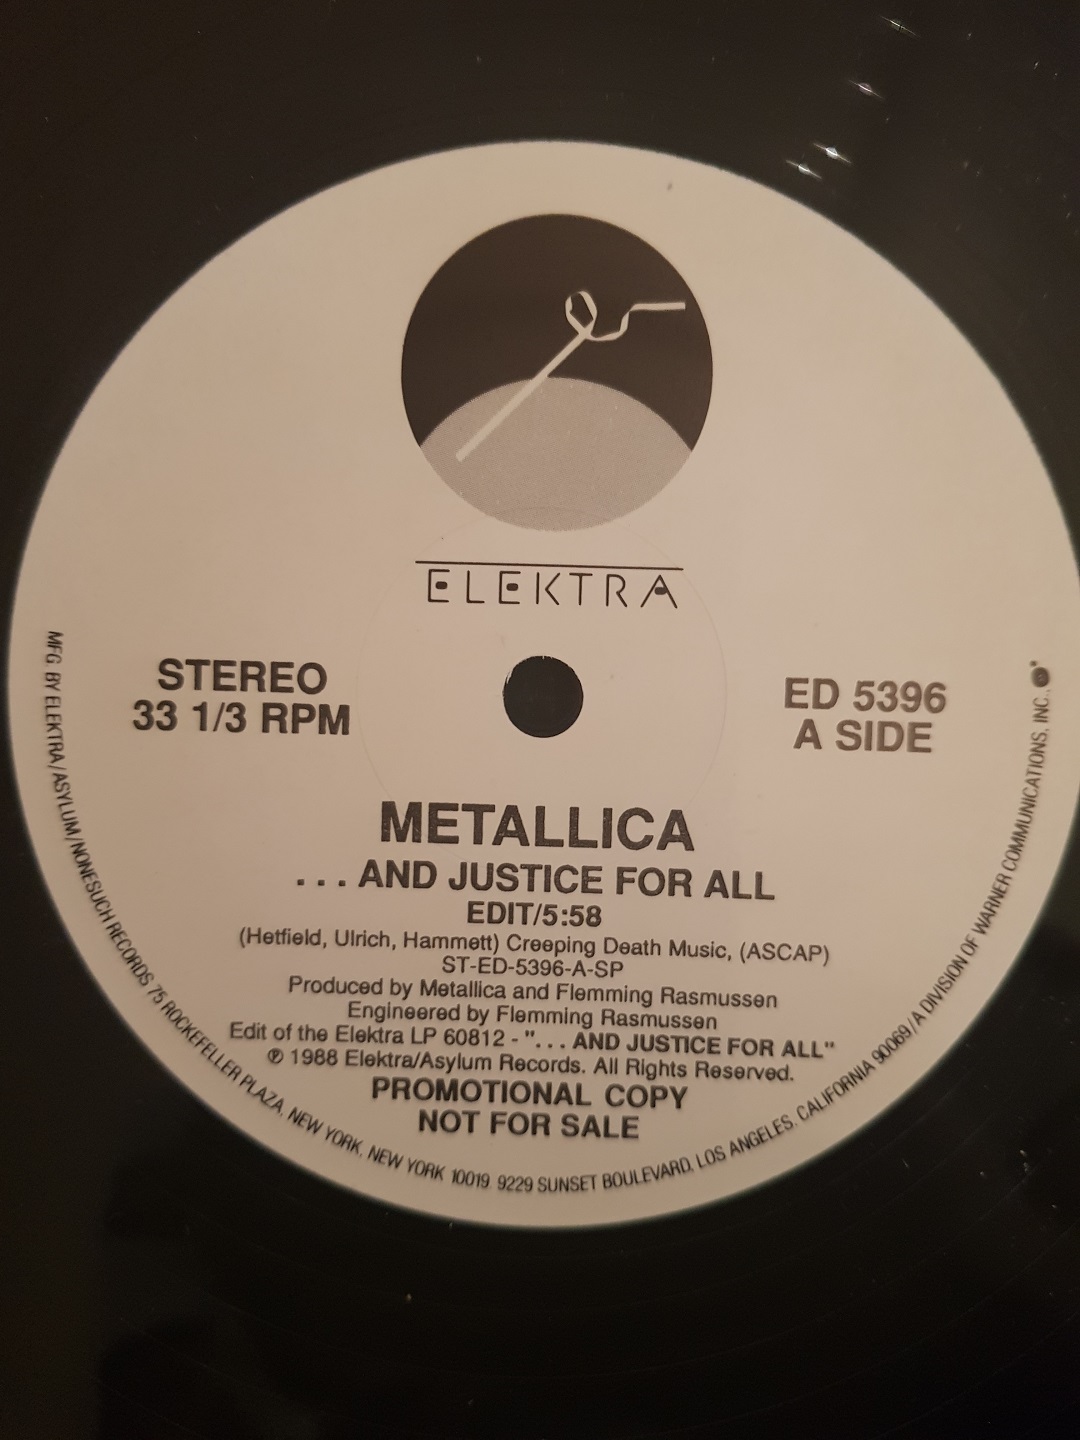 ELEKTRA
STEREO
33 1/3 RPM
ED 5396
A SIDE
METALLICA
. . . AND JUSTICE FOR ALL
EDIT/5:58
(Hetfield, Ulrich, Hammett) Creeping Death Music, (ASCAP)
ST-ED-5396-A-SP
Produced by Metallica and Flemming Rasmussen
Engineered by Flemming Rasmussen
Edit of the Elektra LP 60812 - ". . . AND JUSTICE FOR ALL"
℗ 1988 Elektra/Asylum Records. All Rights Reserved.
PROMOTIONAL COPY
NOT FOR SALE
MFG. BY ELEKTRA/ASYLUM/NONESUCH RECORDS 75 ROCKEFELLER PLAZA, NEW YORK, NEW YORK 10019. 9229 SUNSET BOULEVARD, LOS ANGELES, CALIFORNIA 90069/A DIVISION OF WARNER COMMUNICATIONS, INC.